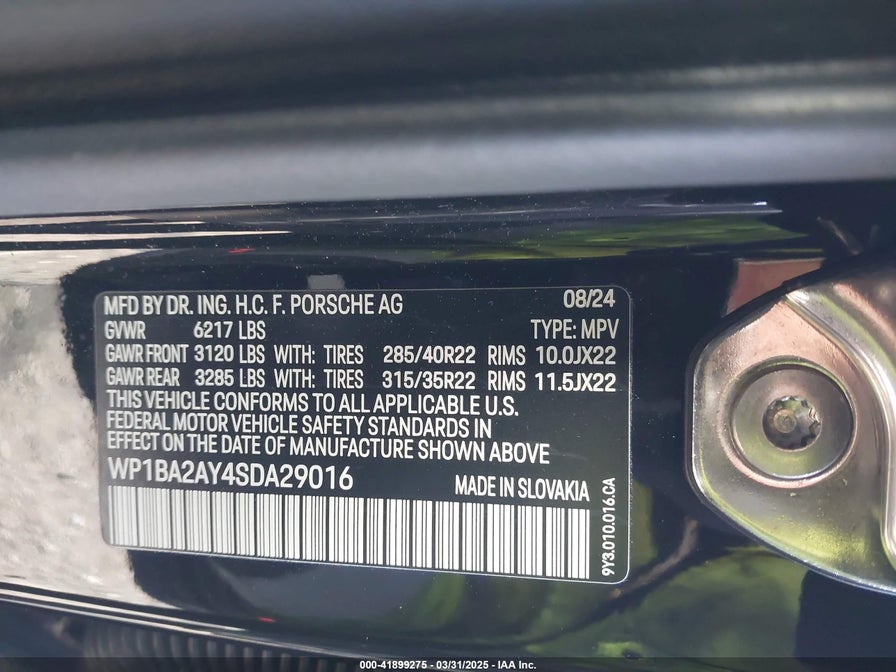 MFD BY DR. ING. H.C. F. PORSCHE AG 08/24
GVWR 6217 LBS TYPE: MPV
GAWR FRONT 3120 LBS WITH: TIRES 285/40R22 RIMS 10.0JX22
GAWR REAR 3285 LBS WITH: TIRES 315/35R22 RIMS 11.5JX22
THIS VEHICLE CONFORMS TO ALL APPLICABLE U.S.
FEDERAL MOTOR VEHICLE SAFETY STANDARDS IN
EFFECT ON THE DATE OF MANUFACTURE SHOWN ABOVE
WP1BA2AY4SDA29016 MADE IN SLOVAKIA
9Y3.010.016.CA
000-41899275 - 03/31/2025 - IAA Inc.